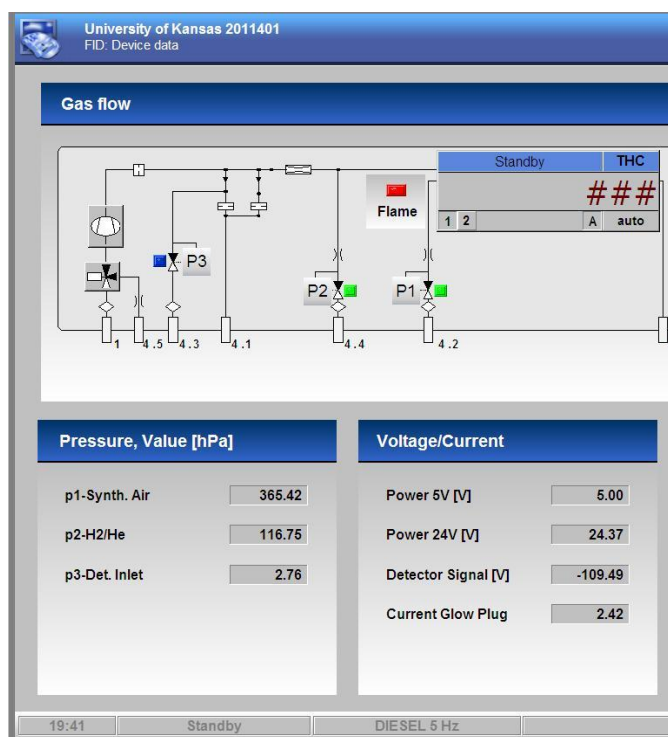 University of Kansas 2011401
FID: Device data
Gas flow
Standby THC
###
1 2 A auto
Flame
P3
P2
P1
1 4.5 4.3 4.1 4.4 4.2
Pressure, Value [hPa]
p1-Synth. Air 365.42
p2-H2/He 116.75
p3-Det. Inlet 2.76
Voltage/Current
Power 5V [V] 5.00
Power 24V [V] 24.37
Detector Signal [V] -109.49
Current Glow Plug 2.42
19:41 Standby DIESEL 5 Hz